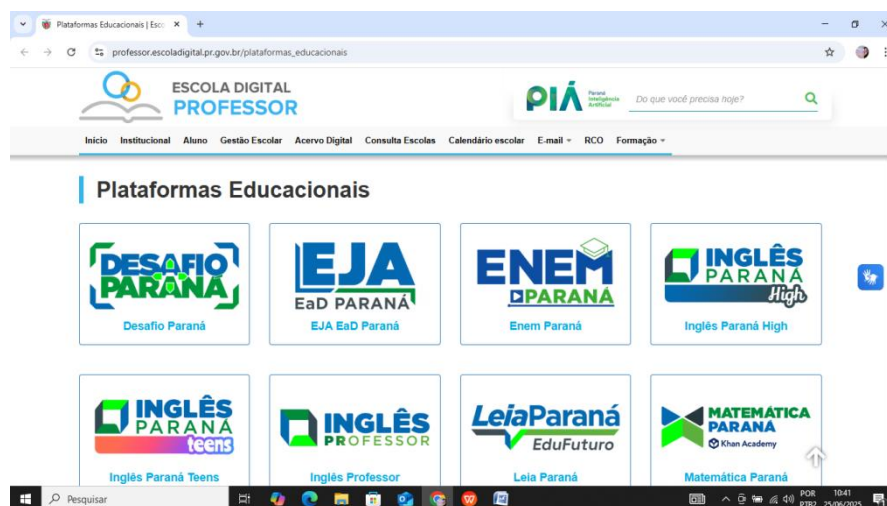 Plataformas Educacionais | Esco
professor.escoladigital.pr.gov.br/plataformas_educacionais
ESCOLA DIGITAL
PROFESSOR
PIÁ
Paraná
Inteligência
Artificial
Do que você precisa hoje?
Início Institucional Aluno Gestão Escolar Acervo Digital Consulta Escolas Calendário escolar E-mail RCO Formação
Plataformas Educacionais
DESAFIO
PARANÁ
Desafio Paraná
EJA
EaD PARANÁ
EJA EaD Paraná
ENEM
PARANÁ
Enem Paraná
INGLÊS
PARANÁ
High
Inglês Paraná High
INGLÊS
PARANÁ
teens
Inglês Paraná Teens
INGLÊS
PROFESSOR
Inglês Professor
LeiaParaná
EduFuturo
Leia Paraná
MATEMÁTICA
PARANÁ
Khan Academy
Matemática Paraná
Pesquisar
POR 10:41
PTB2 25/06/2025